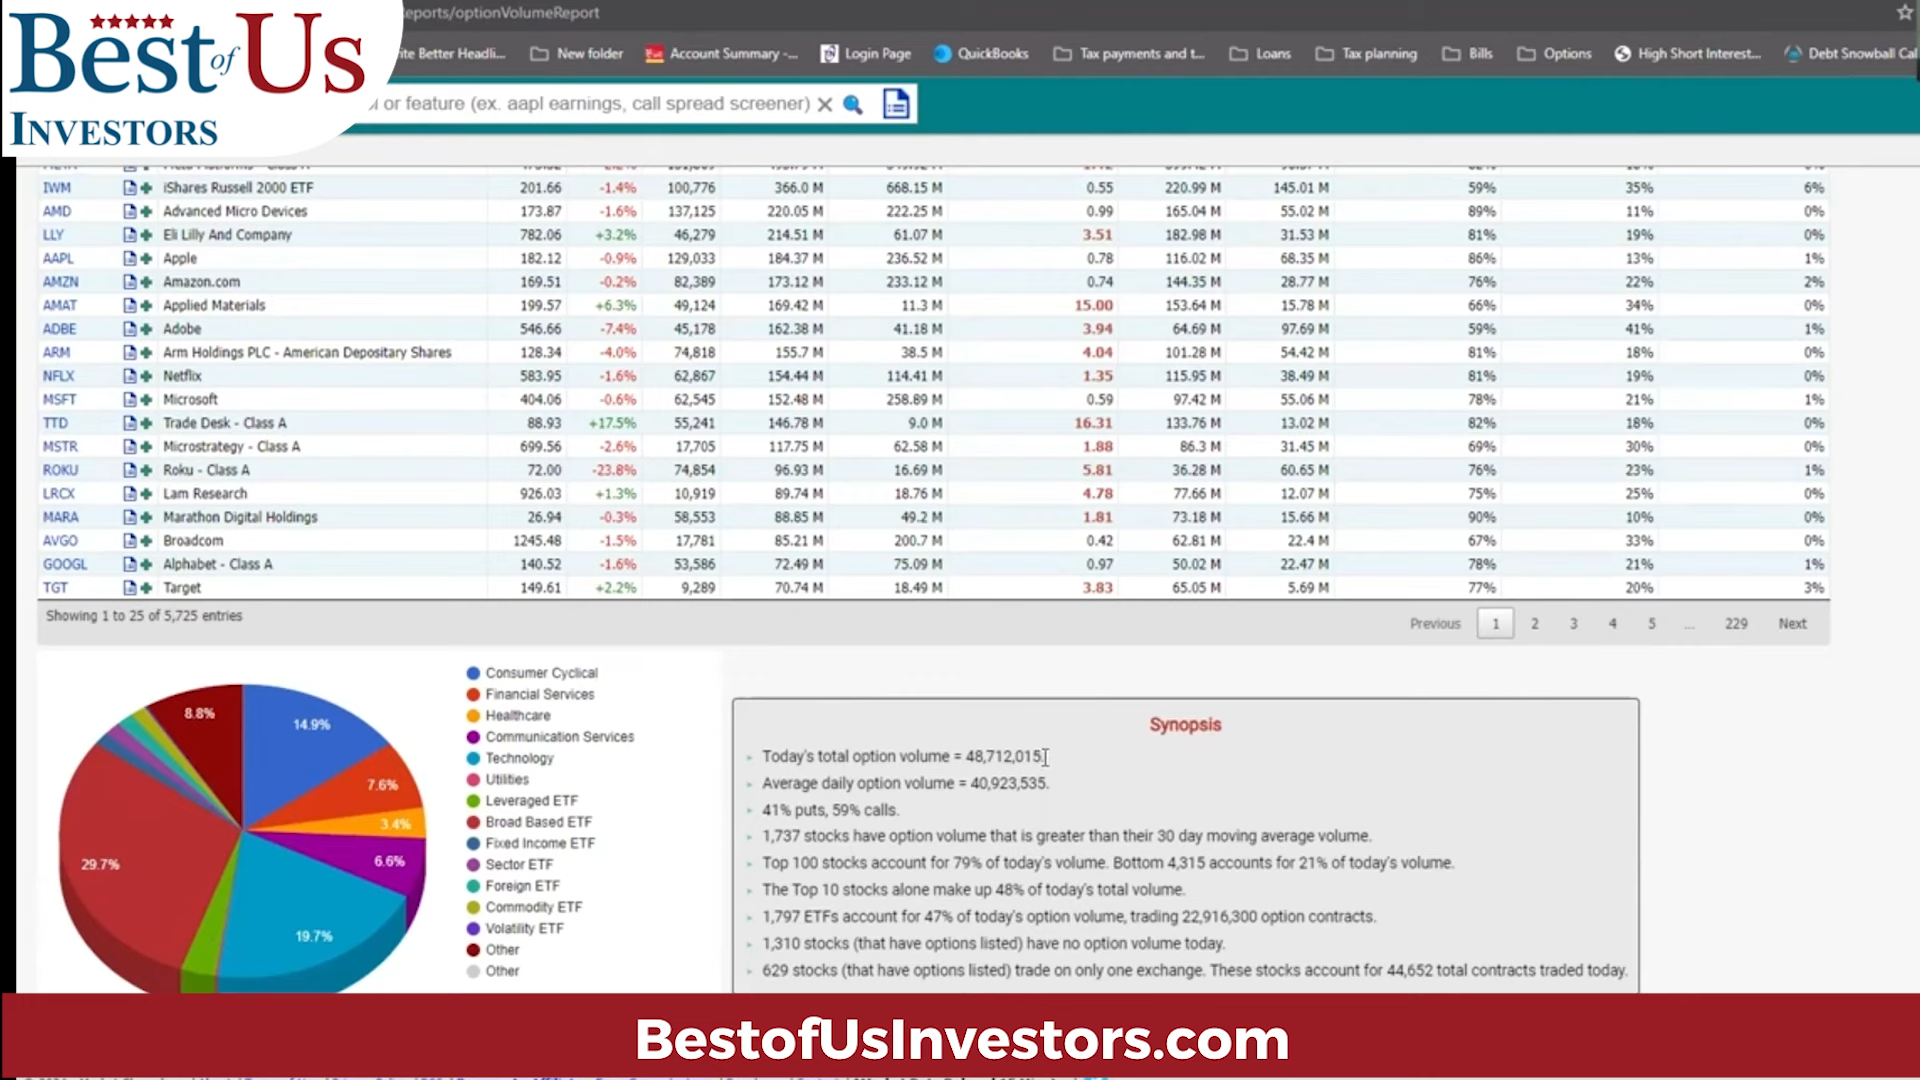 Best of Us
INVESTORS
eports/optionVolumeReport
ite Better Headli... New folder Account Summary -... Login Page QuickBooks Tax payments and t... Loans Tax planning Bills Options High Short Interest... Debt Snowball Cal
or feature (ex. aapl earnings, call spread screener)
IWM iShares Russell 2000 ETF 201.66 -1.4% 100,776 366.0 M 668.15 M 0.55 220.99 M 145.01 M 59% 35% 6%
AMD Advanced Micro Devices 173.87 -1.6% 137,125 220.05 M 222.25 M 0.99 165.04 M 55.02 M 89% 11% 0%
LLY Eli Lilly And Company 782.06 +3.2% 46,279 214.51 M 61.07 M 3.51 182.98 M 31.53 M 81% 19% 0%
AAPL Apple 182.12 -0.9% 129,033 184.37 M 236.52 M 0.78 116.02 M 68.35 M 86% 13% 1%
AMZN Amazon.com 169.51 -0.2% 82,389 173.12 M 233.12 M 0.74 144.35 M 28.77 M 76% 22% 2%
AMAT Applied Materials 199.57 +6.3% 49,124 169.42 M 11.3 M 15.00 153.64 M 15.78 M 66% 34% 0%
ADBE Adobe 546.66 -7.4% 45,178 162.38 M 41.18 M 3.94 64.69 M 97.69 M 59% 41% 1%
ARM Arm Holdings PLC - American Depositary Shares 128.34 -4.0% 74,818 155.7 M 38.5 M 4.04 101.28 M 54.42 M 81% 18% 0%
NFLX Netflix 583.95 -1.6% 62,867 154.44 M 114.41 M 1.35 115.95 M 38.49 M 81% 19% 0%
MSFT Microsoft 404.06 -0.6% 62,545 152.48 M 258.89 M 0.59 97.42 M 55.06 M 78% 21% 1%
TTD Trade Desk - Class A 88.93 +17.5% 55,241 146.78 M 9.0 M 16.31 133.76 M 13.02 M 82% 18% 0%
MSTR Microstrategy - Class A 699.56 -2.6% 17,705 117.75 M 62.58 M 1.88 86.3 M 31.45 M 69% 30% 0%
ROKU Roku - Class A 72.00 -23.8% 74,854 96.93 M 16.69 M 5.81 36.28 M 60.65 M 76% 23% 1%
LRCX Lam Research 926.03 +1.3% 10,919 89.74 M 18.76 M 4.78 77.66 M 12.07 M 75% 25% 0%
MARA Marathon Digital Holdings 26.94 -0.3% 58,553 88.85 M 49.2 M 1.81 73.18 M 15.66 M 90% 10% 0%
AVGO Broadcom 1245.48 -1.5% 17,781 85.21 M 200.7 M 0.42 62.81 M 22.4 M 67% 33% 0%
GOOGL Alphabet - Class A 140.52 -1.6% 53,586 72.49 M 75.09 M 0.97 50.02 M 22.47 M 78% 21% 1%
TGT Target 149.61 +2.2% 9,289 70.74 M 18.49 M 3.83 65.05 M 5.69 M 77% 20% 3%
Showing 1 to 25 of 5,725 entries
Previous 1 2 3 4 5 ... 229 Next
8.8%
14.9%
7.6%
3.4%
6.6%
29.7%
19.7%
Consumer Cyclical
Financial Services
Healthcare
Communication Services
Technology
Utilities
Leveraged ETF
Broad Based ETF
Fixed Income ETF
Sector ETF
Foreign ETF
Commodity ETF
Volatility ETF
Other
Other
Synopsis
Today's total option volume = 48,712,015.
Average daily option volume = 40,923,535.
41% puts, 59% calls.
1,737 stocks have option volume that is greater than their 30 day moving average volume.
Top 100 stocks account for 79% of today's volume. Bottom 4,315 accounts for 21% of today's volume.
The Top 10 stocks alone make up 48% of today's total volume.
1,797 ETFs account for 47% of today's option volume, trading 22,916,300 option contracts.
1,310 stocks (that have options listed) have no option volume today.
629 stocks (that have options listed) trade on only one exchange. These stocks account for 44,652 total contracts traded today.
BestofUsInvestors.com